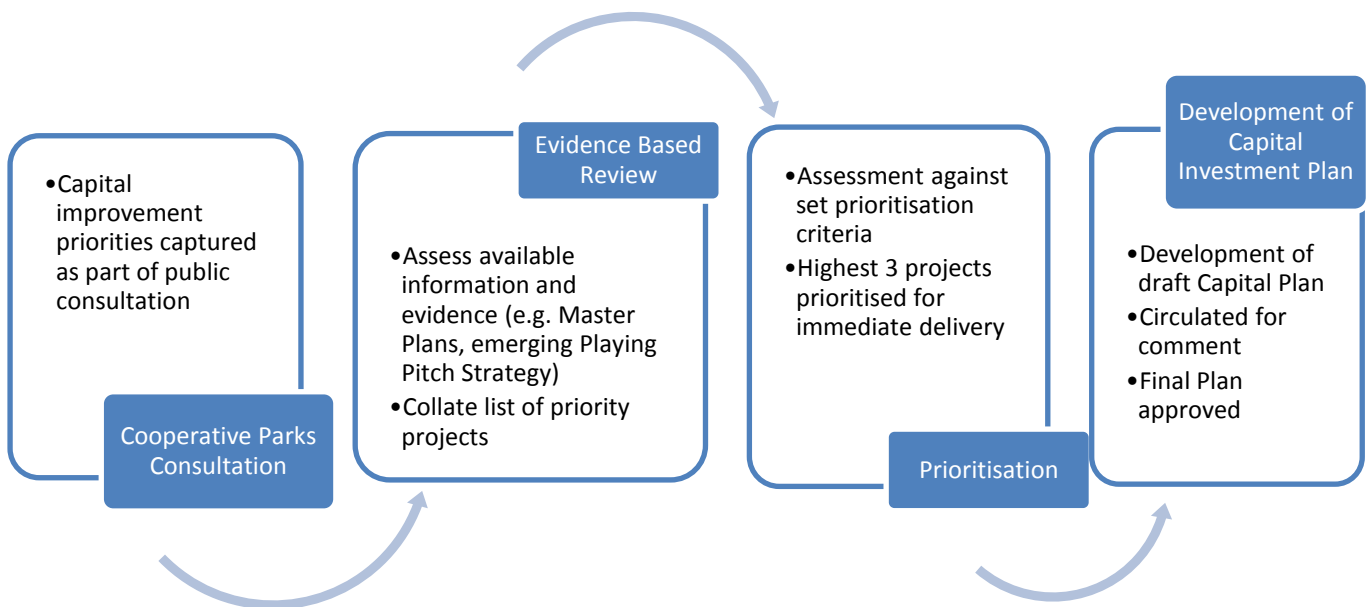 •Capital
improvement
priorities captured
as part of public
consultation
Cooperative Parks
Consultation
Evidence Based
Review
•Assess available
information and
evidence (e.g. Master
Plans, emerging Playing
Pitch Strategy)
•Collate list of priority
projects
•Assessment against
set prioritisation
criteria
•Highest 3 projects
prioritised for
immediate delivery
Prioritisation
Development of
Capital
Investment Plan
•Development of
draft Capital Plan
•Circulated for
comment
•Final Plan
approved